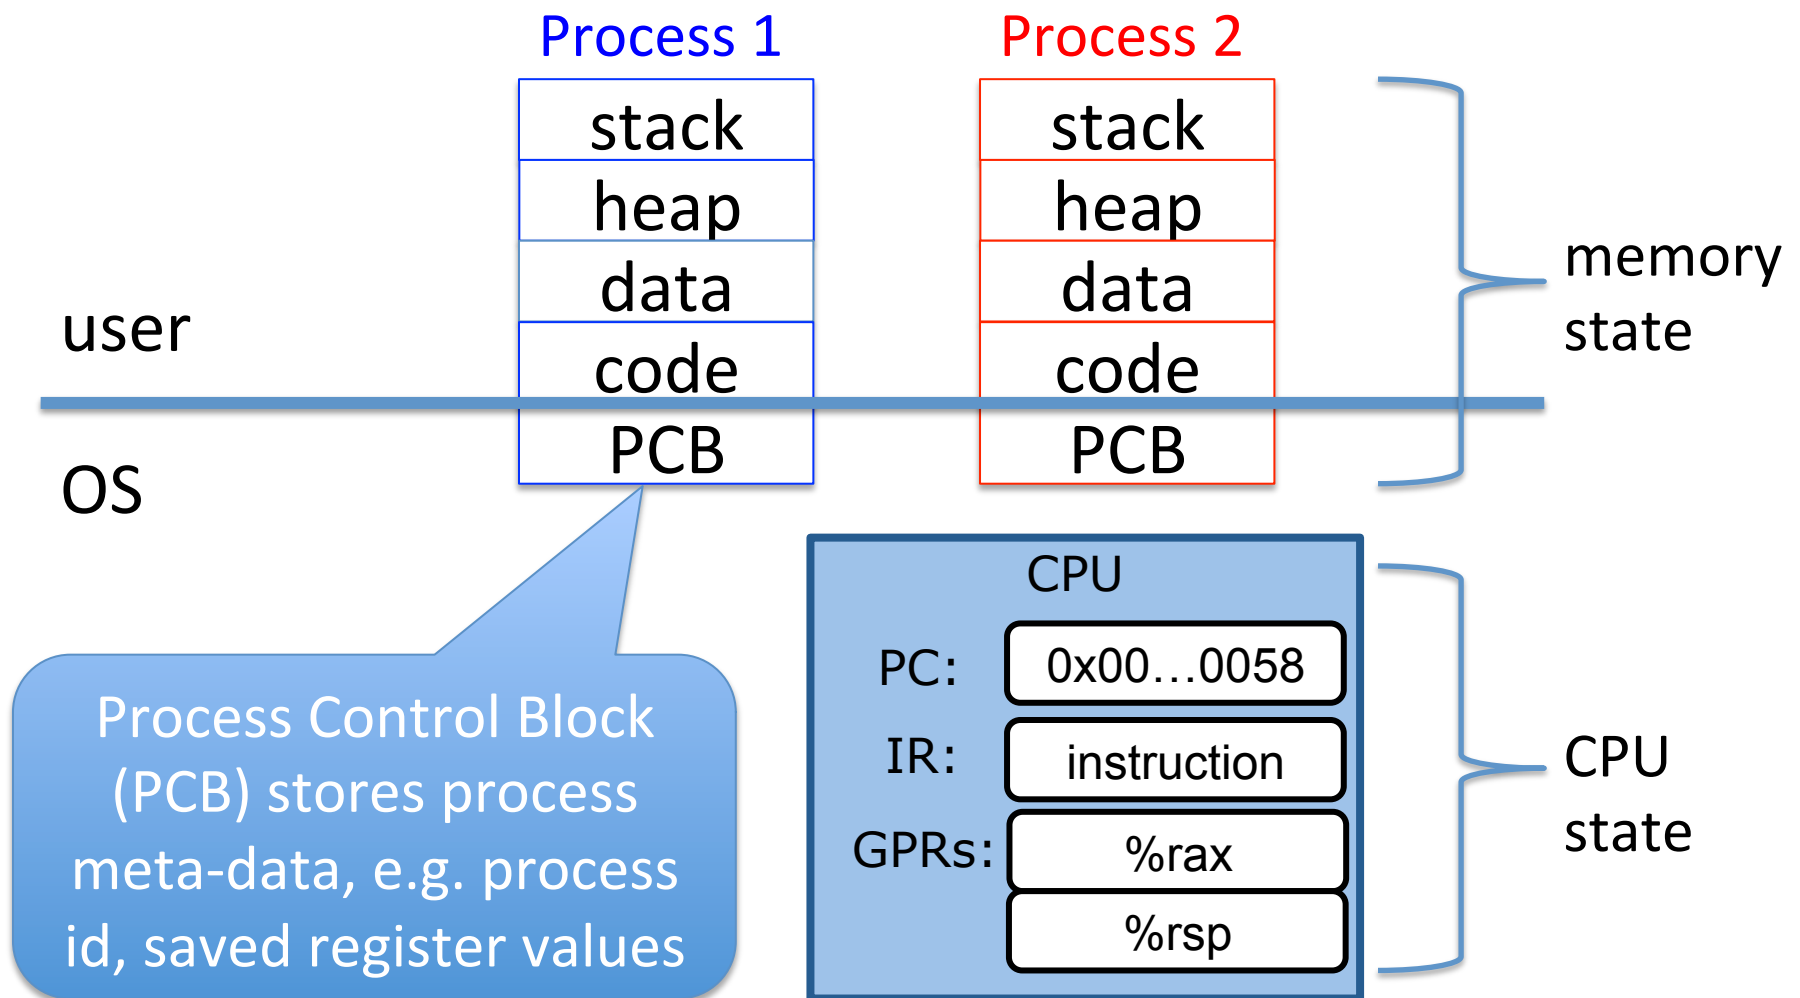 Process 1
Process 2
stack
stack
heap
heap
data
data
code
code
PCB
PCB
user
OS
memory
state
Process Control Block
(PCB) stores process
meta-data, e.g. process
id, saved register values
CPU
PC: 0x00...0058
IR: instruction
GPRs: %rax
%rsp
CPU
state